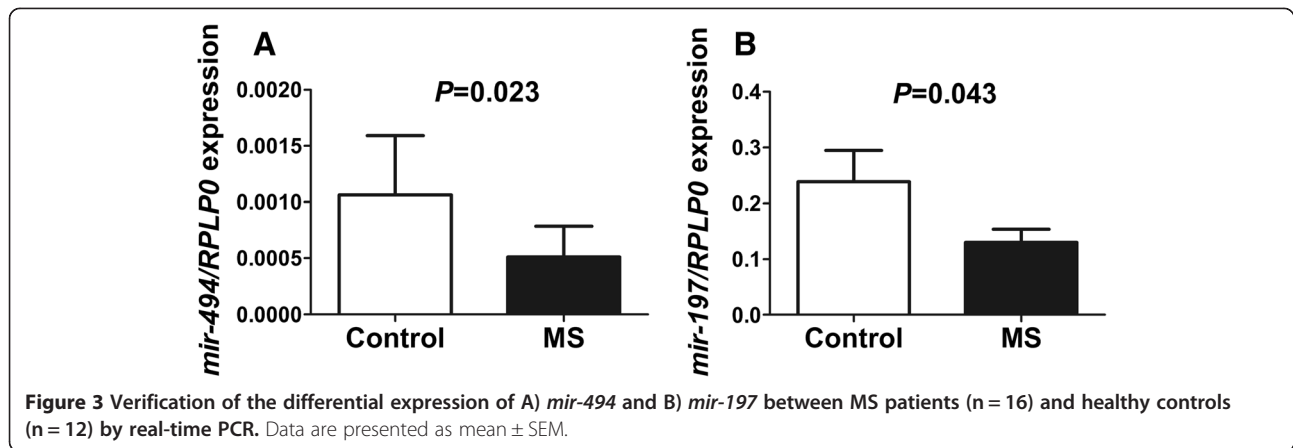 A
mir-494/RPLP0 expression
P=0.023
0.0020
0.0015
0.0010
0.0005
0.0000
Control
MS
B
mir-197/RPLP0 expression
P=0.043
0.4
0.3
0.2
0.1
0.0
Control
MS
Figure 3 Verification of the differential expression of A) mir-494 and B) mir-197 between MS patients (n = 16) and healthy controls
(n = 12) by real-time PCR. Data are presented as mean ± SEM.